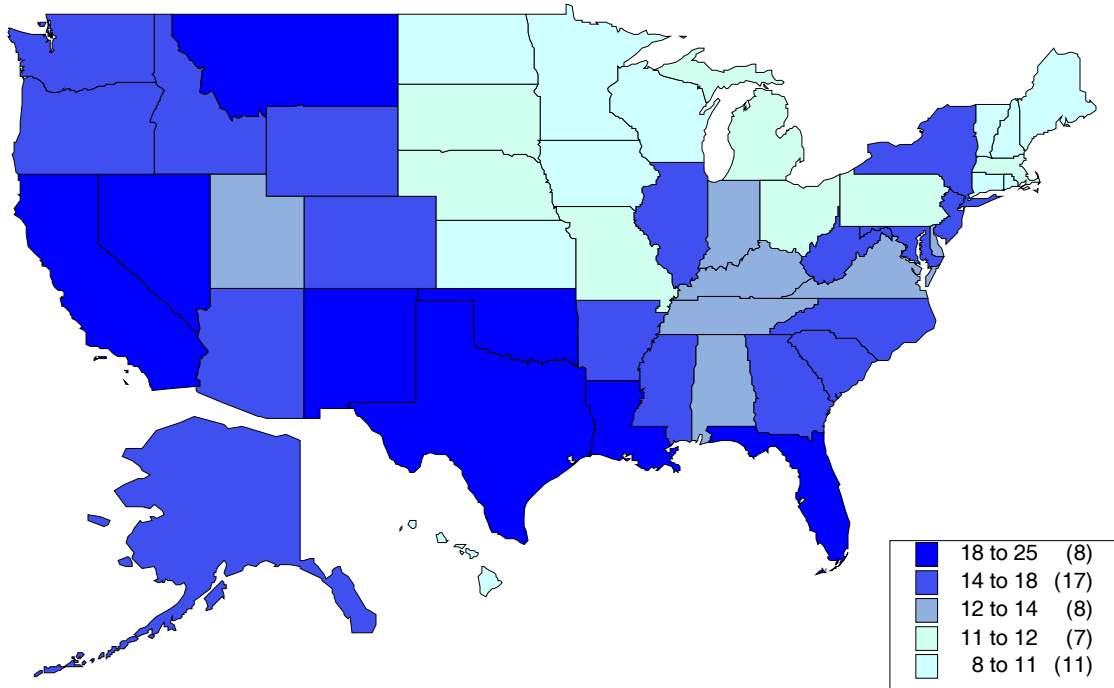 18 to 25 (8)
14 to 18 (17)
12 to 14 (8)
11 to 12 (7)
8 to 11 (11)